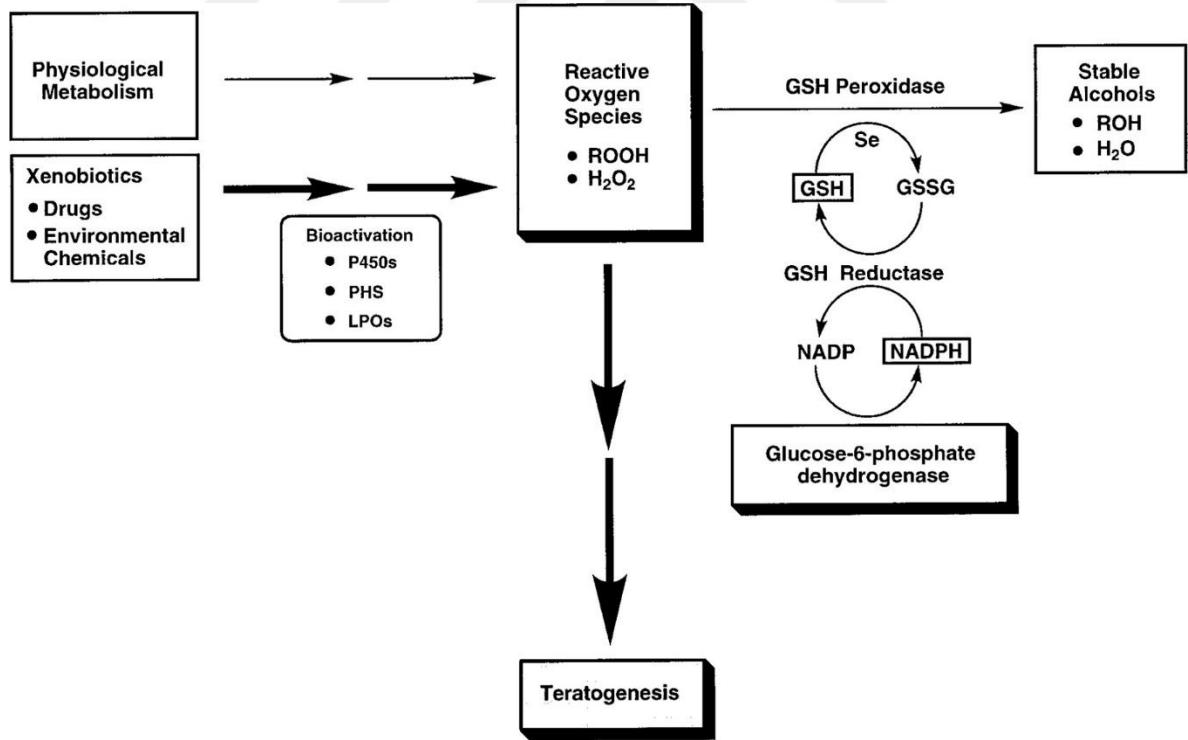 Physiological
Metabolism
Xenobiotics
● Drugs
● Environmental
Chemicals
Bioactivation
● P450s
● PHS
● LPOs
Reactive
Oxygen
Species
● ROOH
● H₂O₂
GSH Peroxidase
Se
GSH
GSSG
GSH Reductase
NADP
NADPH
Glucose-6-phosphate
dehydrogenase
Stable
Alcohols
● ROH
● H₂O
Teratogenesis